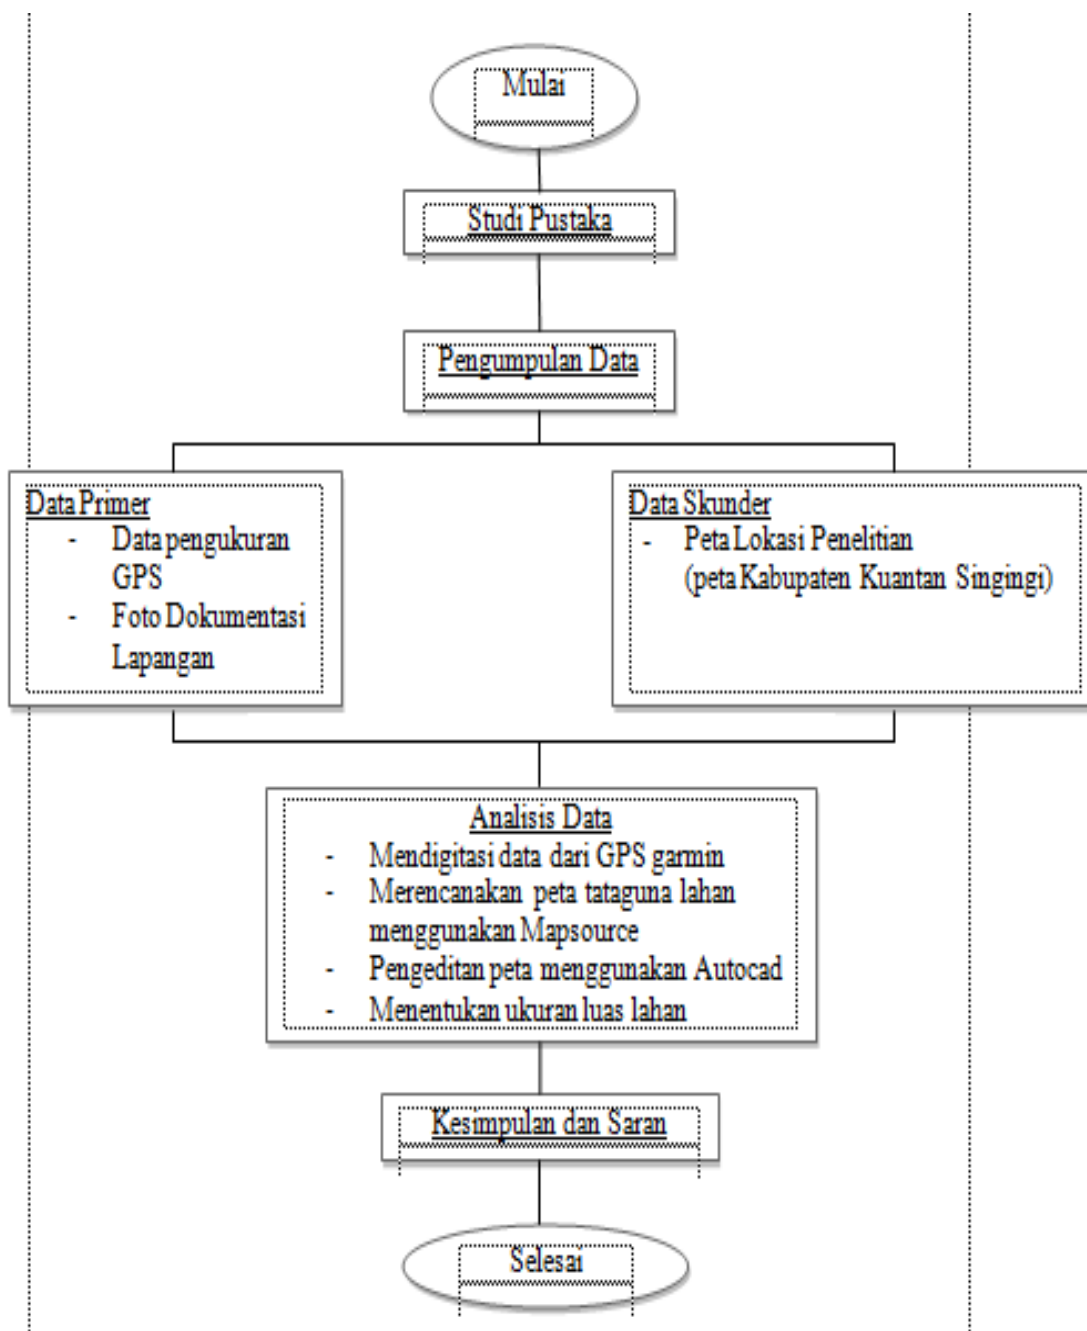 Mulai
Studi Pustaka
Pengumpulan Data
Data Primer
- Data pengukuran
GPS
- Foto Dokumentasi
Lapangan
Data Skunder
- Peta Lokasi Penelitian
(peta Kabupaten Kuantan Singingi)
Analisis Data
- Mendigitasi data dari GPS garmin
- Merencanakan peta tataguna lahan
menggunakan Mapsource
- Pengeditan peta menggunakan Autocad
- Menentukan ukuran luas lahan
Kesimpulan dan Saran
Selesai